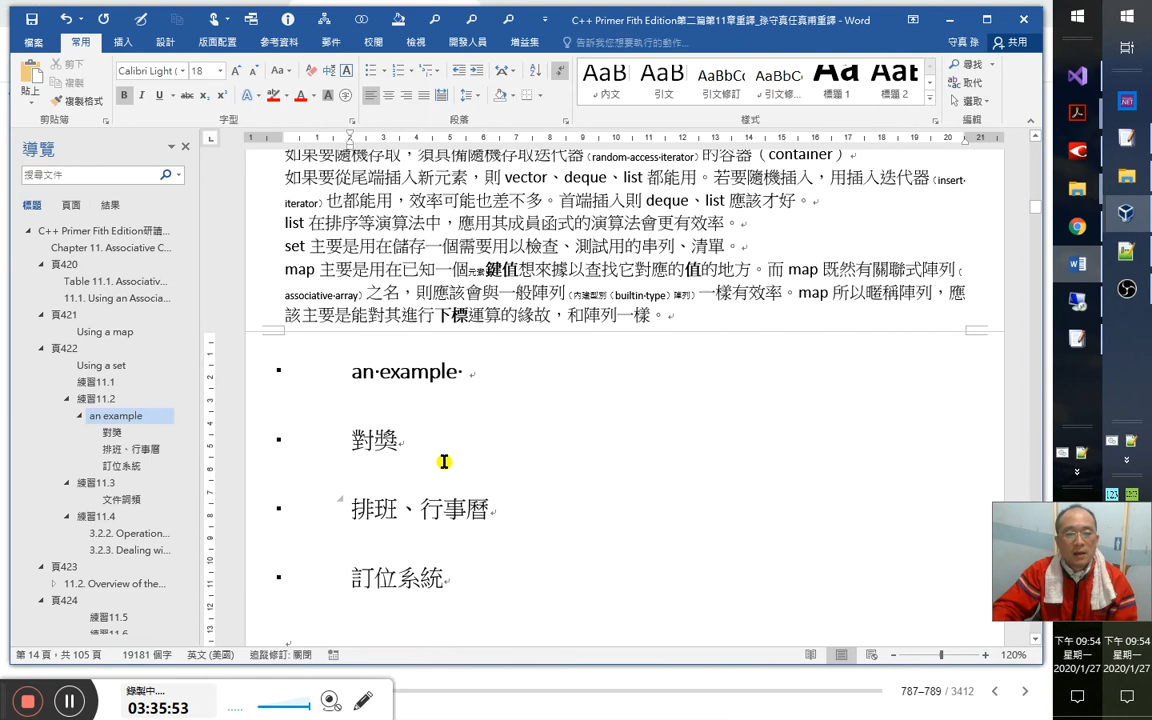 C++ Primer Fith Edition第二篇第11章重譯_孫守真任真甫重譯 - Word
檔案 常用 插入 設計 版面配置 參考資料 郵件 校閱 檢視 開發人員 增益集 告訴我您想要執行的動作... 守真 孫 共用
貼上 剪下 複製 複製格式
剪貼簿
Calibri Light ( 18
字型
段落
AaB 內文
AaB 引文
AaBbCc 引文修訂
AaBbCc 引文修...
Aa 標題 1
Aat 標題 2
樣式
尋找
取代
選取
編輯
導覽
搜尋文件
標題 頁面 結果
C++ Primer Fith Edition研讀...
Chapter 11. Associative C...
頁420
Table 11.1. Associativ...
11.1. Using an Associa...
頁421
Using a map
頁422
Using a set
練習11.1
練習11.2
an example
對獎
排班、行事曆
訂位系統
練習11.3
文件詞頻
練習11.4
3.2.2. Operation...
3.2.3. Dealing wi...
頁423
11.2. Overview of the...
頁424
練習11.5
練習11.6
如果要隨機存取，須具備隨機存取迭代器（random-access-iterator）的容器（container）
如果要從尾端插入新元素，則 vector、deque、list 都能用。若要隨機插入，用插入迭代器（insert-
iterator）也都能用，效率可能也差不多。首端插入則 deque、list 應該才好。
list 在排序等演算法中，應用其成員函式的演算法會更有效率。
set 主要是用在儲存一個需要用以檢查、測試用的串列、清單。
map 主要是用在已知一個元素鍵值想來據以查找它對應的值的地方。而 map 既然有關聯式陣列（
associative-array）之名，則應該會與一般陣列（內建型別（builtin-type）陣列）一樣有效率。map 所以暱稱陣列，應
該主要是能對其進行下標運算的緣故，和陣列一樣。
an example
對獎
排班、行事曆
訂位系統
第 14 頁，共 105 頁 19181 個字 英文 (美國) 追蹤修訂: 關閉 120%
錄製中....
03:35:53
787–789 / 3412
下午 09:54 下午 09:54
星期一 星期一
2020/1/27 2020/1/27